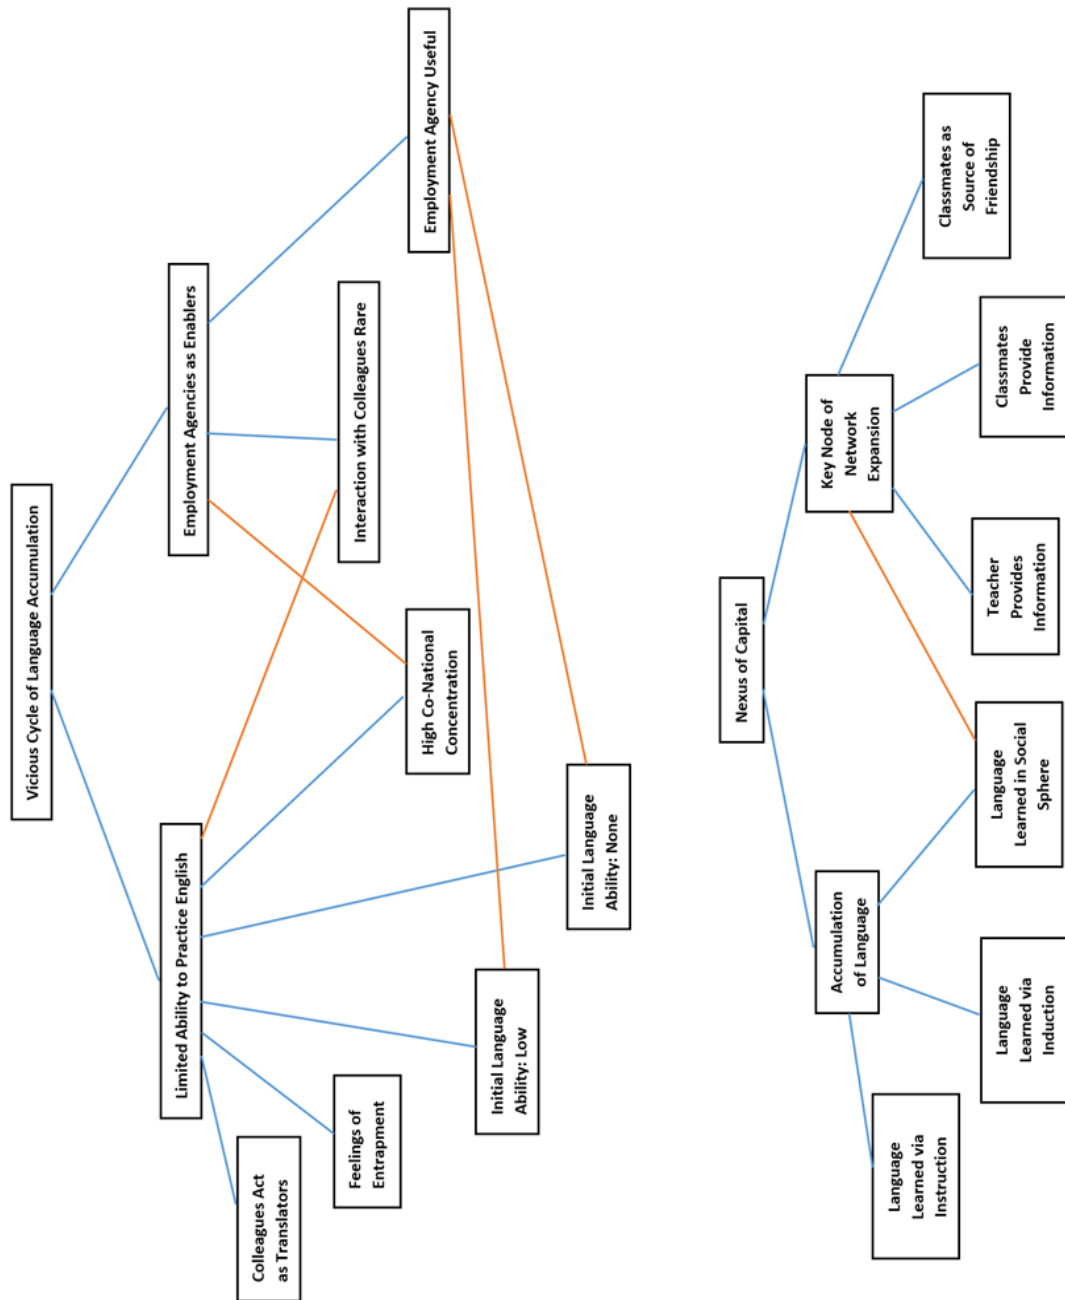 Vicious Cycle of Language Accumulation
Limited Ability to Practice English
Employment Agencies as Enablers
Colleagues Act
as Translators
Feelings of
Entrapment
Initial Language
Ability: Low
Initial Language
Ability: None
High Co-National
Concentration
Interaction with Colleagues Rare
Employment Agency Useful
Nexus of Capital
Accumulation
of Language
Key Node of
Network
Expansion
Language
Learned via
Instruction
Language
Learned via
Induction
Language
Learned in Social
Sphere
Teacher
Provides
Information
Classmates
Provide
Information
Classmates as
Source of
Friendship